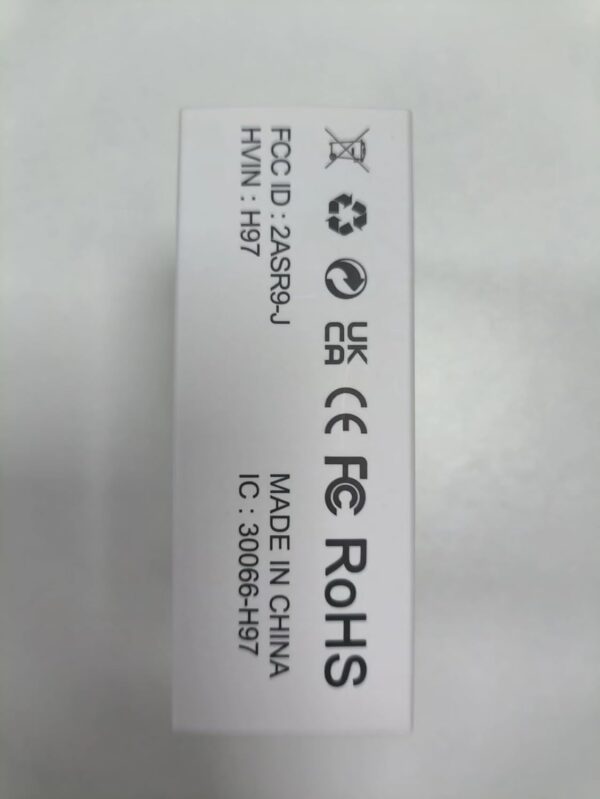 UK
CA
CE FC RoHS
FCC ID : 2ASR9-J
HVIN : H97
MADE IN CHINA
IC : 30066-H97